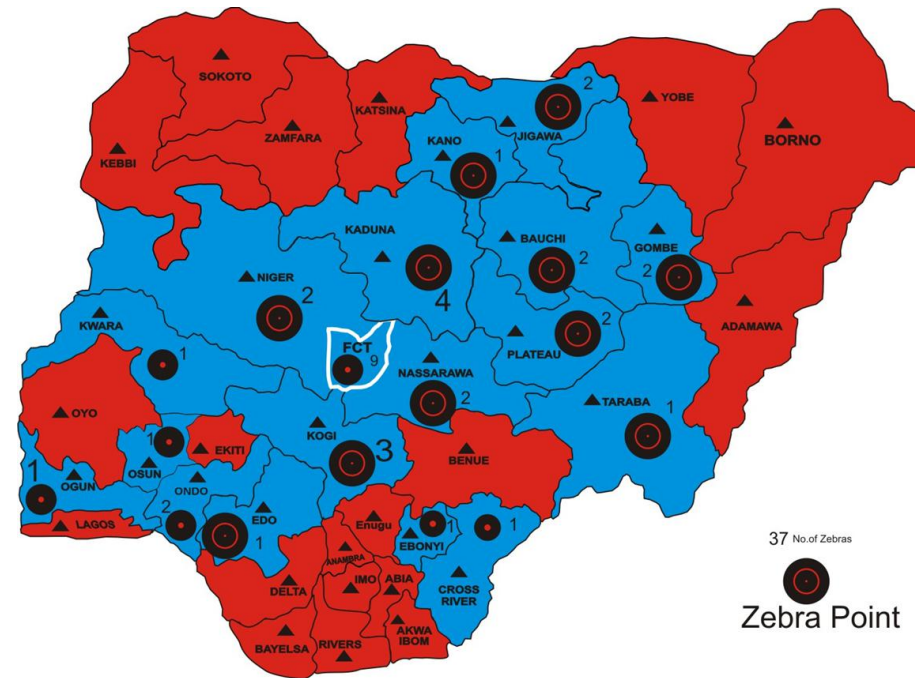 SOKOTO
KATSINA
2
YOBE
ZAMFARA
JIGAWA
BORNO
KEBBI
KANO
1
KADUNA
BAUCHI
GOMBE
NIGER
2
2
2
4
KWARA
2
ADAMAWA
FCT
9
PLATEAU
1
NASSARAWA
2
TARABA
1
OYO
KOGI
3
1
EKITI
BENUE
1
OSUN
OGUN
ONDO
2
EDO
1
LAGOS
Enugu
1
EBONYI
1
37 No.of Zebras
ANAMBRA
DELTA
IMO
ABIA
CROSS
RIVER
Zebra Point
BAYELSA
RIVERS
AKWA
IBOM